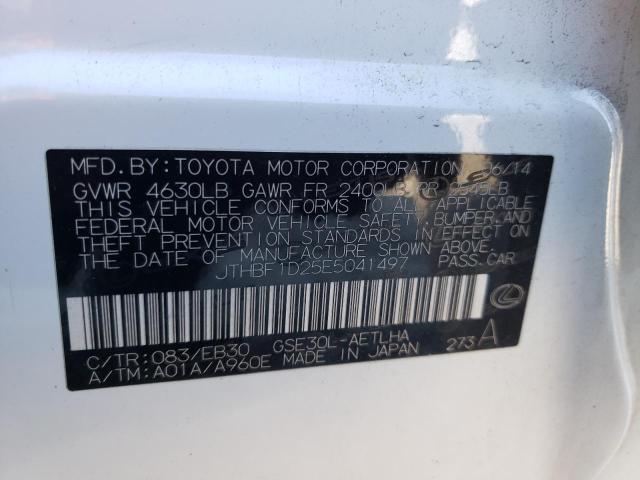 MFD. BY: TOYOTA MOTOR CORPORATION 06/14
GVWR 4630LB GAWR FR 2400LB RR 2545LB
THIS VEHICLE CONFORMS TO ALL APPLICABLE
FEDERAL MOTOR VEHICLE SAFETY, BUMPER, AND
THEFT PREVENTION STANDARDS IN EFFECT ON
THE DATE OF MANUFACTURE SHOWN ABOVE.
JTHBF1D25E5041497 PASS. CAR
C/TR: 083/EB30 GSE30L-AETLHA
A/TM: A01A/A960E MADE IN JAPAN 273 A